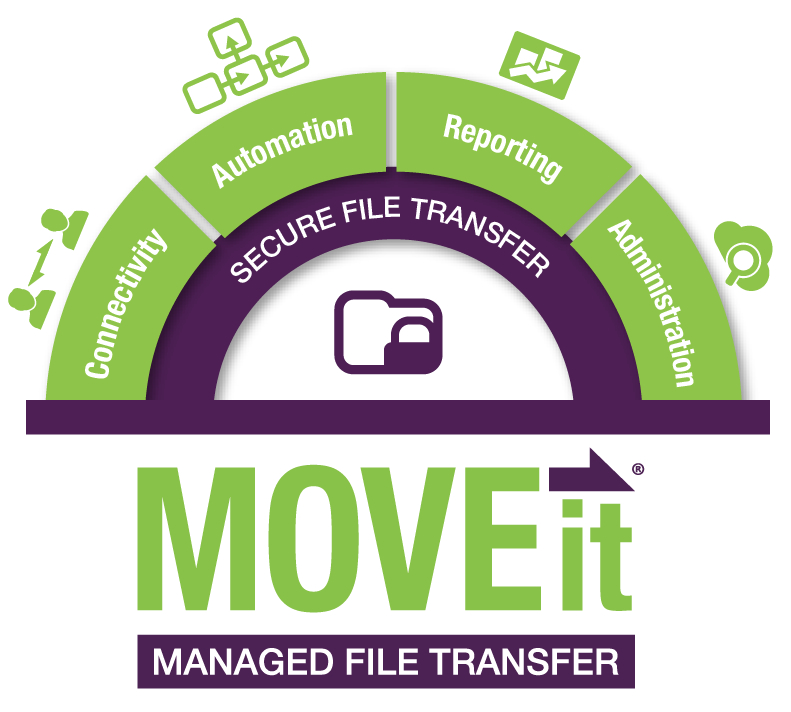 Connectivity
Automation
Reporting
Administration
SECURE FILE TRANSFER
MOVEit®
MANAGED FILE TRANSFER